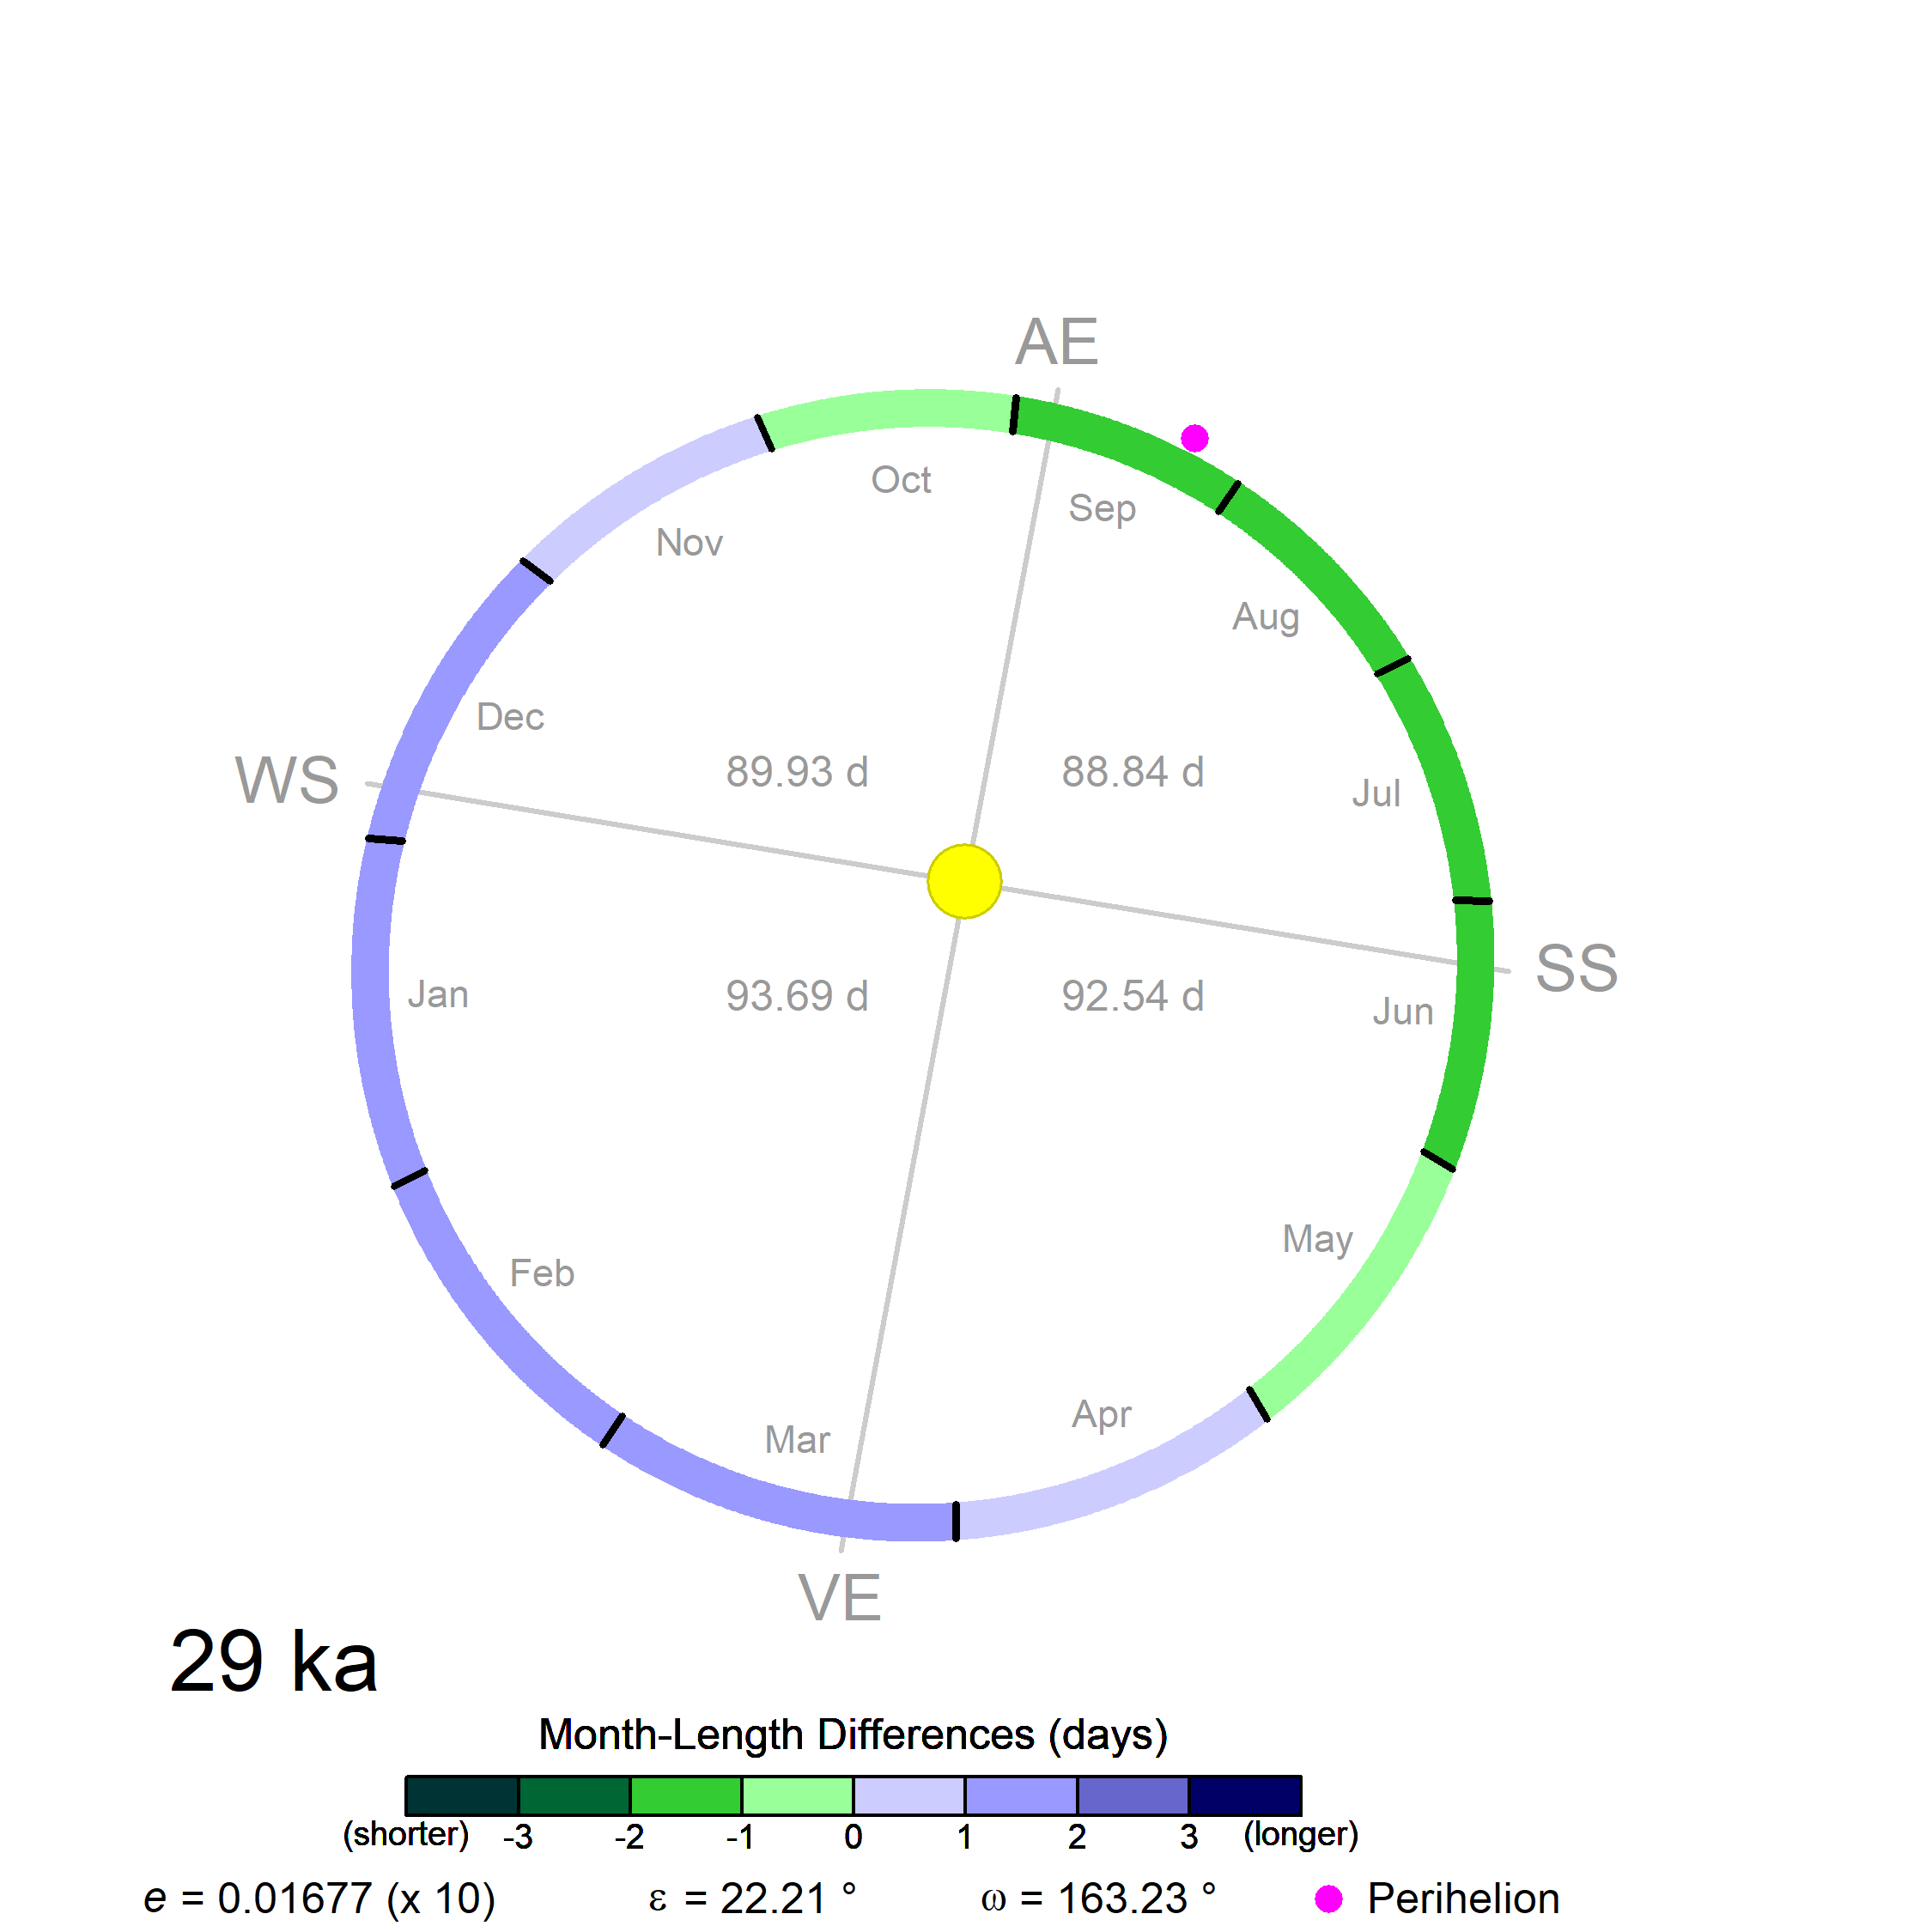 AE
Oct
Sep
Nov
Aug
Dec
WS
89.93 d
88.84 d
Jul
SS
93.69 d
92.54 d
Jan
Jun
May
Feb
Apr
Mar
VE
29 ka
Month-Length Differences (days)
(shorter) -3 -2 -1 0 1 2 3 (longer)
e = 0.01677 (x 10) ε = 22.21 ° ω = 163.23 ° Perihelion